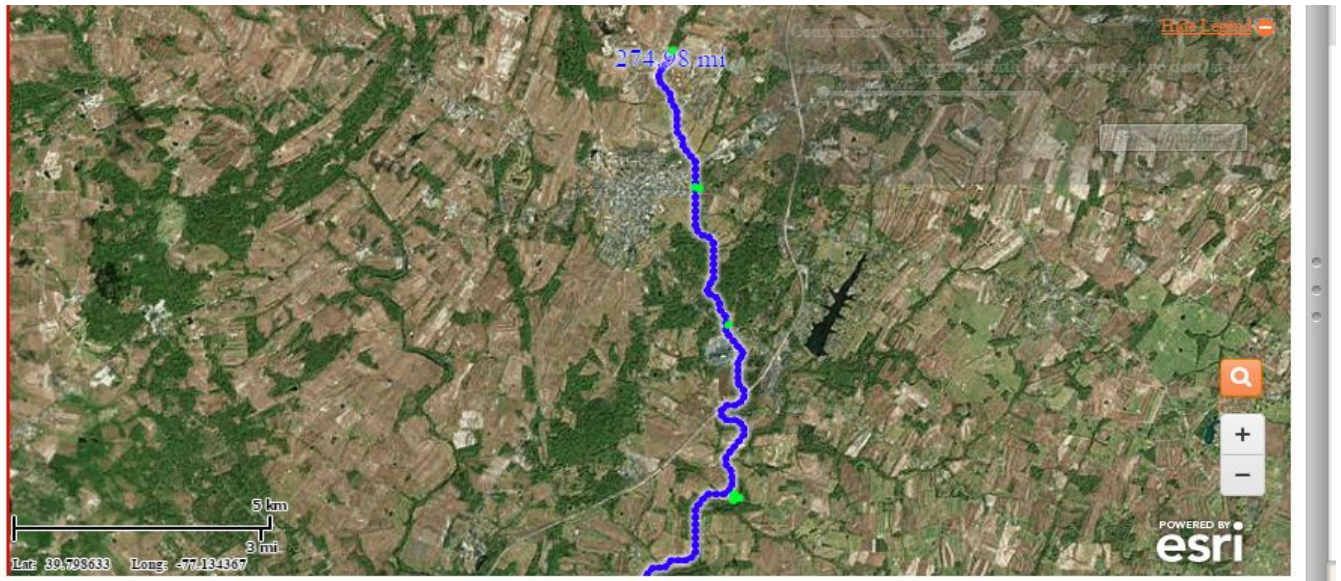 Hide Legend
274.98 mi
+
−
5 km
3 mi
Lat: 39.798633 Long: -77.134367
POWERED BY
esri